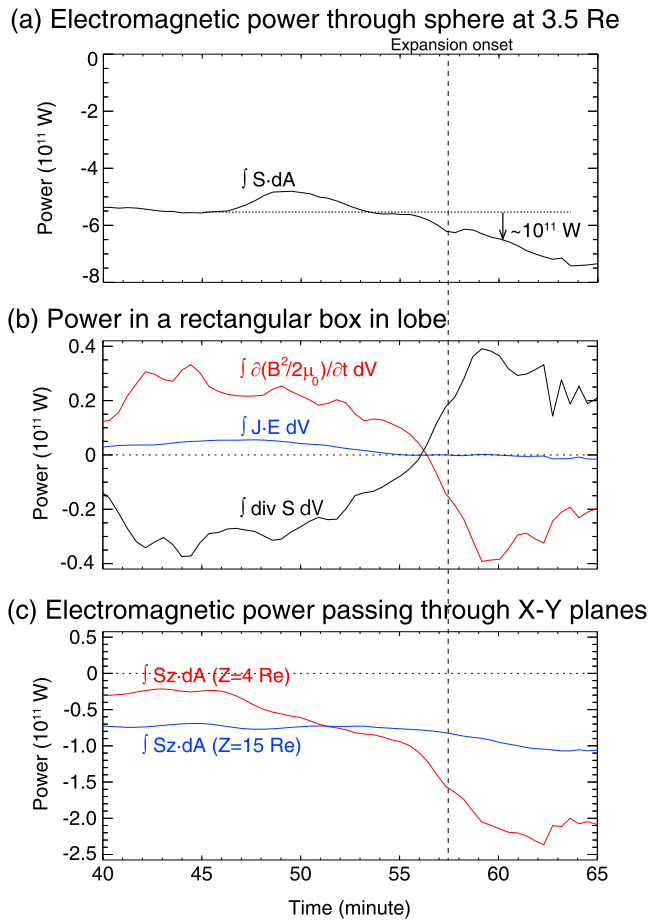 (a) Electromagnetic power through sphere at 3.5 Re
Expansion onset
0
-2
-4
-6
-8
Power (10¹¹ W)
∫ S·dA
~10¹¹ W
(b) Power in a rectangular box in lobe
0.4
0.2
0
-0.2
-0.4
Power (10¹¹ W)
∫ ∂(B²/2μ₀)/∂t dV
∫ J·E dV
∫ div S dV
(c) Electromagnetic power passing through X-Y planes
0.5
0
-0.5
-1.0
-1.5
-2.0
-2.5
Power (10¹¹ W)
∫ Sz·dA (Z=4 Re)
∫ Sz·dA (Z=15 Re)
40 45 50 55 60 65
Time (minute)